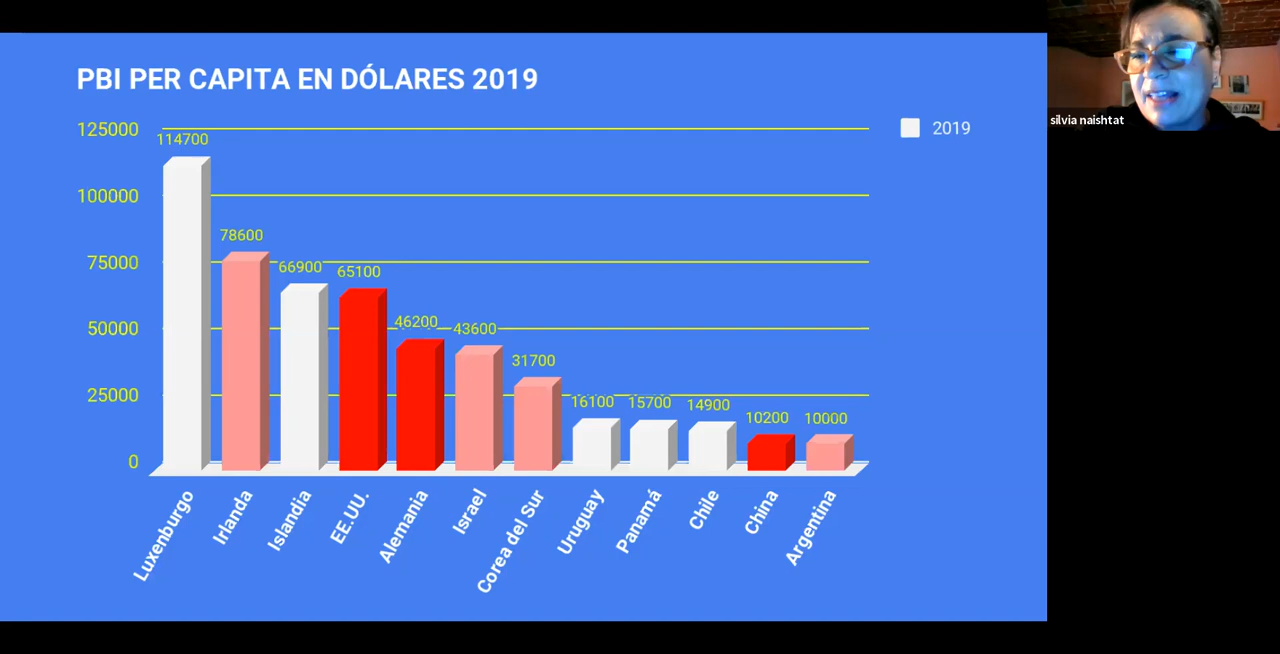 PBI PER CAPITA EN DÓLARES 2019
125000
100000
75000
50000
25000
0
114700
78600
66900
65100
46200
43600
31700
16100
15700
14900
10200
10000
Luxenburgo
Irlanda
Islandia
EE.UU.
Alemania
Israel
Corea del Sur
Uruguay
Panamá
Chile
China
Argentina
2019
silvia naishtat